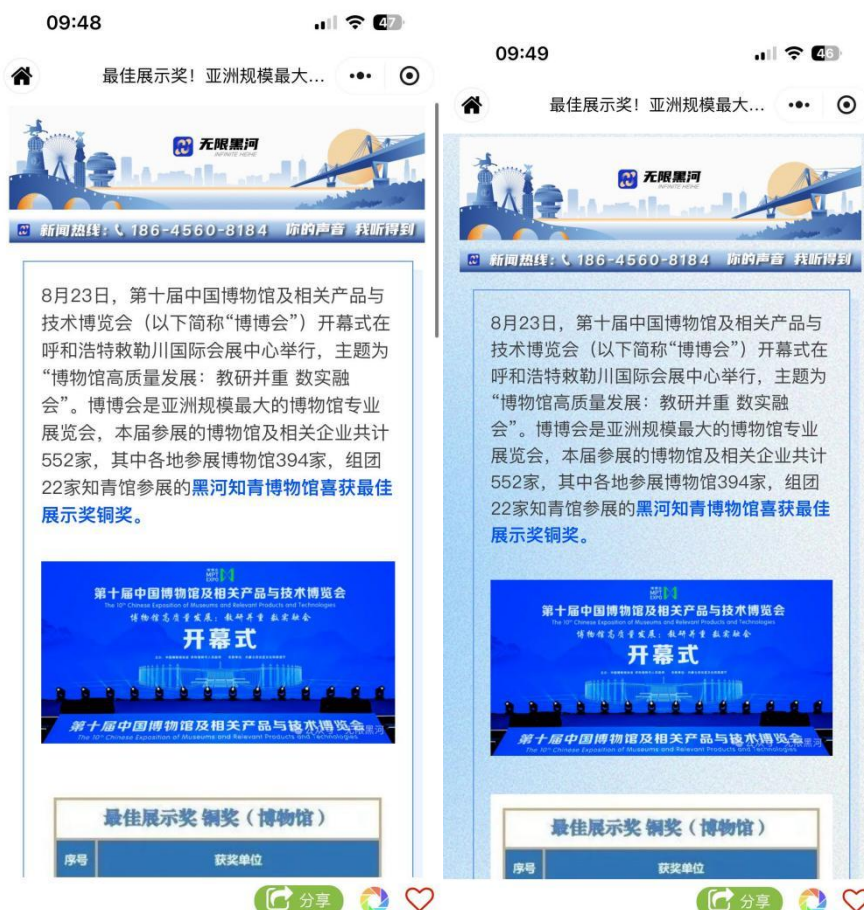 09:48
47
最佳展示奖！亚洲规模最大...
无限黑河
INFINITE HEIHE
新闻热线：186-4560-8184 你的声音 我听得到
8月23日，第十届中国博物馆及相关产品与
技术博览会（以下简称“博博会”）开幕式在
呼和浩特敕勒川国际会展中心举行，主题为
“博物馆高质量发展：教研并重 数实融
会”。博博会是亚洲规模最大的博物馆专业
展览会，本届参展的博物馆及相关企业共计
552家，其中各地参展博物馆394家，组团
22家知青馆参展的黑河知青博物馆喜获最佳
展示奖铜奖。
MPT
EXPO
第十届中国博物馆及相关产品与技术博览会
The 10th Chinese Exposition of Museums and Relevant Products and Technologies
博物馆高质量发展：教研并重 数实融会
开幕式
第十届中国博物馆及相关产品与技术博览会
The 10th Chinese Exposition of Museums and Relevant Products and Technologies
最佳展示奖 铜奖（博物馆）
序号 获奖单位
分享
09:49
46
最佳展示奖！亚洲规模最大...
无限黑河
INFINITE HEIHE
新闻热线：186-4560-8184 你的声音 我听得到
8月23日，第十届中国博物馆及相关产品与
技术博览会（以下简称“博博会”）开幕式在
呼和浩特敕勒川国际会展中心举行，主题为
“博物馆高质量发展：教研并重 数实融
会”。博博会是亚洲规模最大的博物馆专业
展览会，本届参展的博物馆及相关企业共计
552家，其中各地参展博物馆394家，组团
22家知青馆参展的黑河知青博物馆喜获最佳
展示奖铜奖。
MPT
EXPO
第十届中国博物馆及相关产品与技术博览会
The 10th Chinese Exposition of Museums and Relevant Products and Technologies
博物馆高质量发展：教研并重 数实融会
开幕式
第十届中国博物馆及相关产品与技术博览会
The 10th Chinese Exposition of Museums and Relevant Products and Technologies
最佳展示奖 铜奖（博物馆）
序号 获奖单位
分享